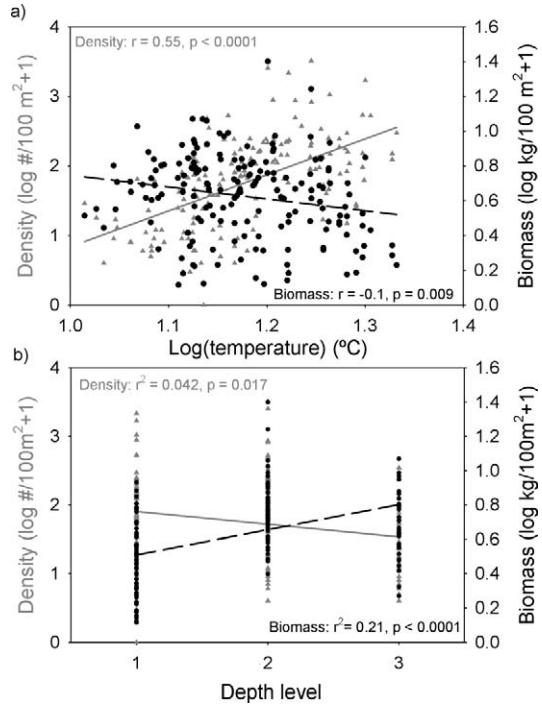 a)
Density: r = 0.55, p < 0.0001
Density (log #/100 m²+1)
Biomass (log kg/100 m²+1)
4
3
2
1
0
1.6
1.4
1.2
1.0
0.8
0.6
0.4
0.2
0.0
Biomass: r = -0.1, p = 0.009
1.0 1.1 1.2 1.3 1.4
Log(temperature) (ºC)
b)
Density: r² = 0.042, p = 0.017
Density (log #/100m²+1)
Biomass (log kg/100m²+1)
4
3
2
1
0
1.6
1.4
1.2
1.0
0.8
0.6
0.4
0.2
0.0
Biomass: r² = 0.21, p < 0.0001
1 2 3
Depth level